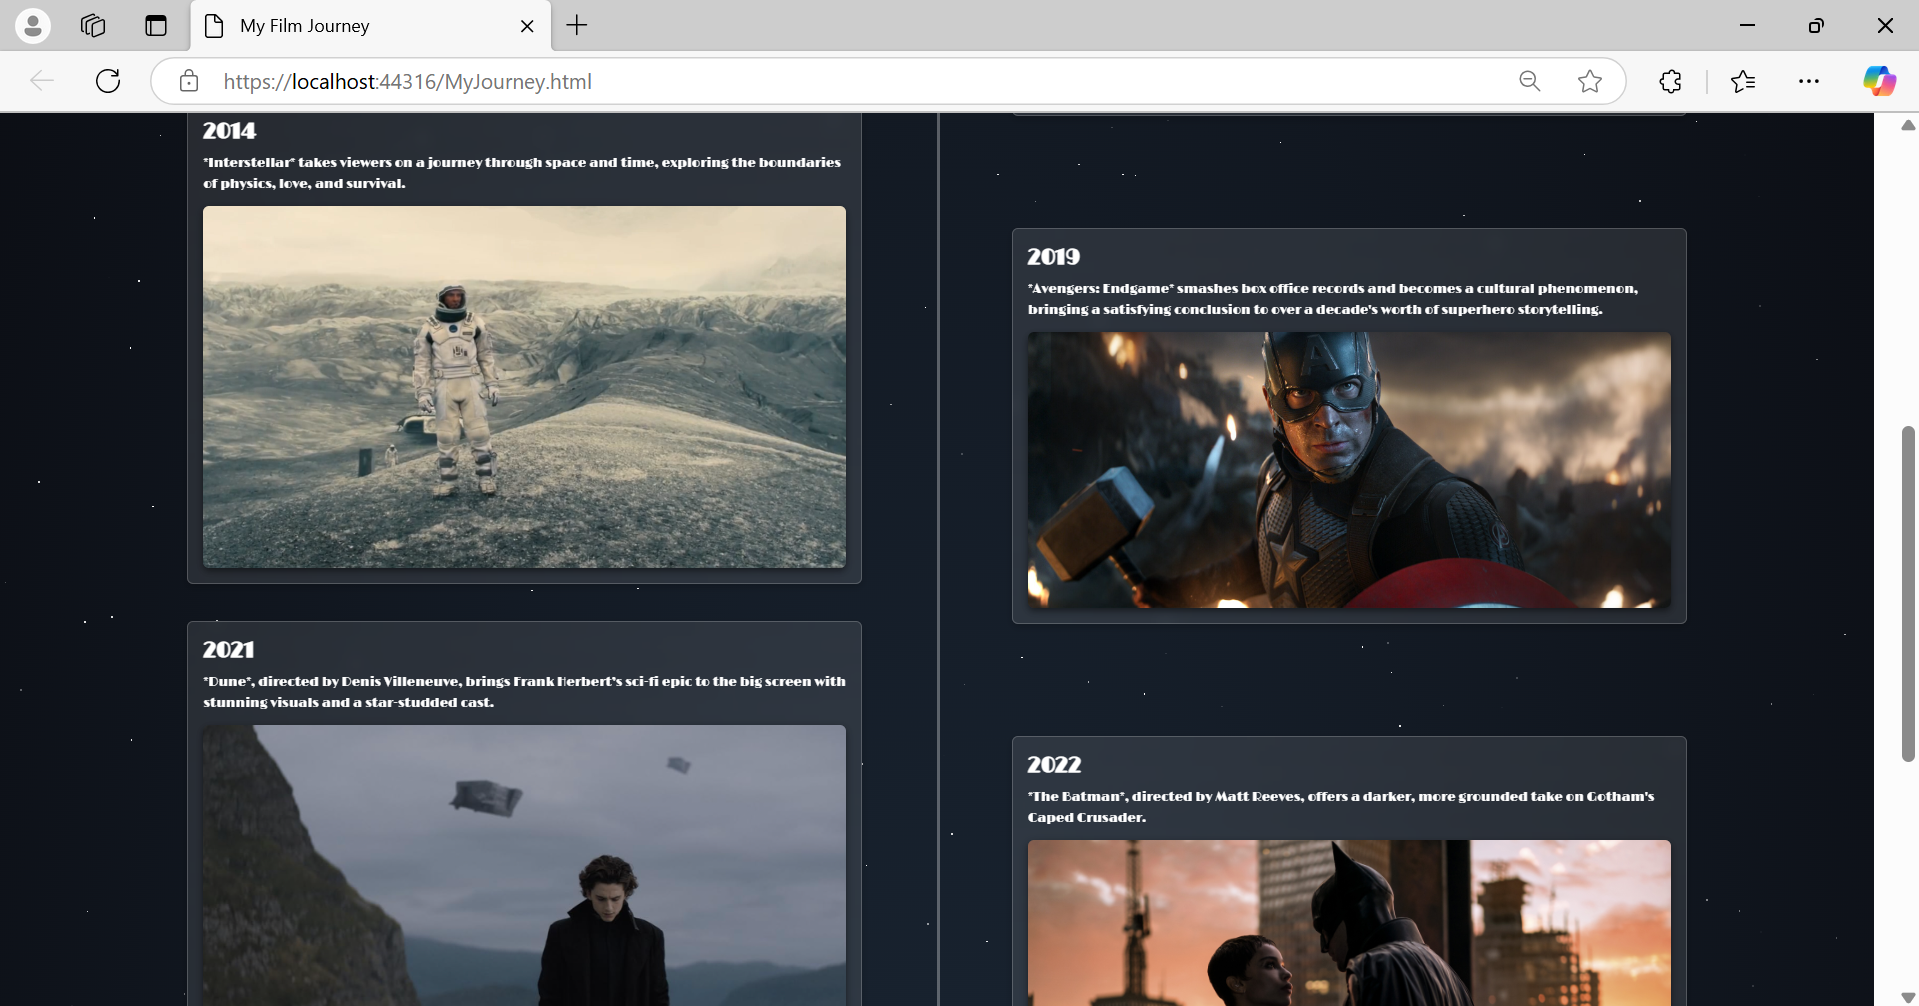 My Film Journey
https://localhost:44316/MyJourney.html
2014
*Interstellar* takes viewers on a journey through space and time, exploring the boundaries
of physics, love, and survival.
2019
*Avengers: Endgame* smashes box office records and becomes a cultural phenomenon,
bringing a satisfying conclusion to over a decade's worth of superhero storytelling.
A
2021
*Dune*, directed by Denis Villeneuve, brings Frank Herbert's sci-fi epic to the big screen with
stunning visuals and a star-studded cast.
2022
*The Batman*, directed by Matt Reeves, offers a darker, more grounded take on Gotham's
Caped Crusader.